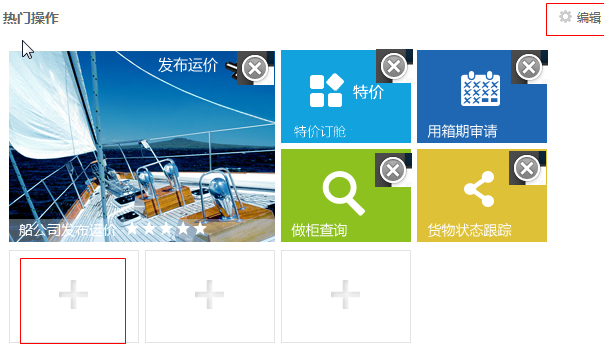 热门操作
编辑
发布运价
船公司发布运价 ★★★★★
特价
特价订舱
用箱期申请
做柜查询
货物状态跟踪